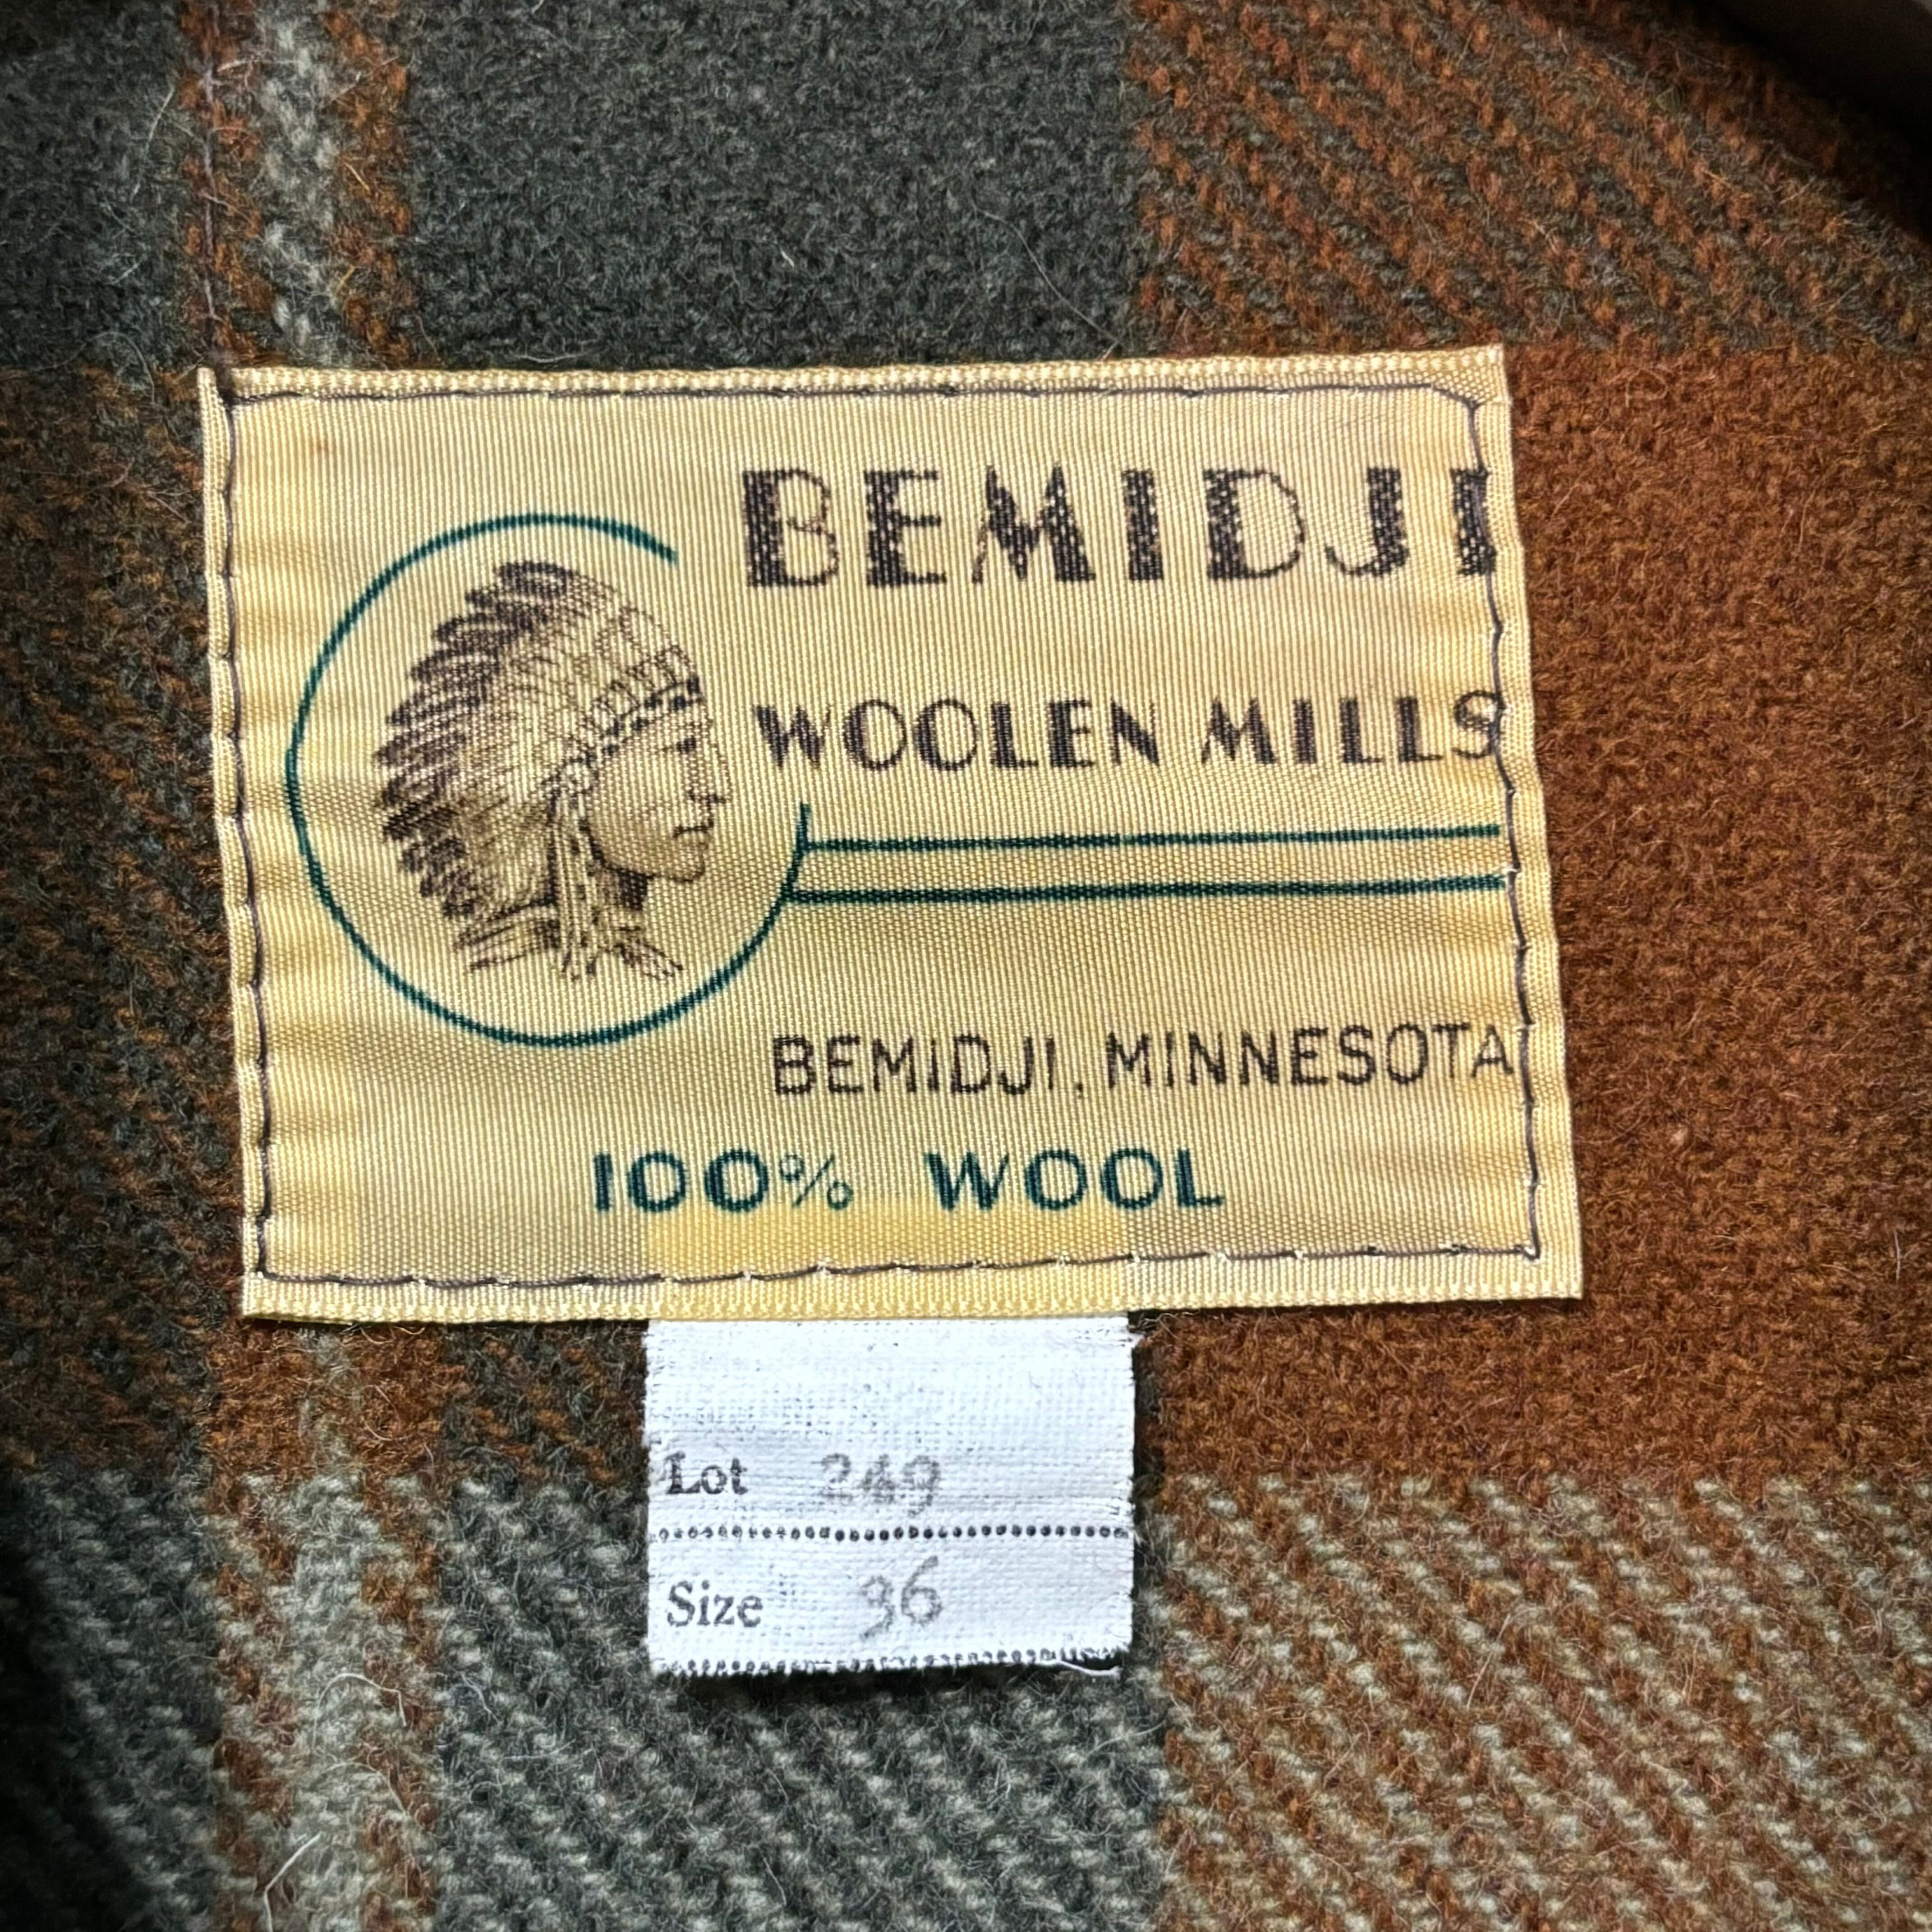 BEMIDJI
WOOLEN MILLS
BEMIDJI, MINNESOTA
100% WOOL
Lot 249
Size 36